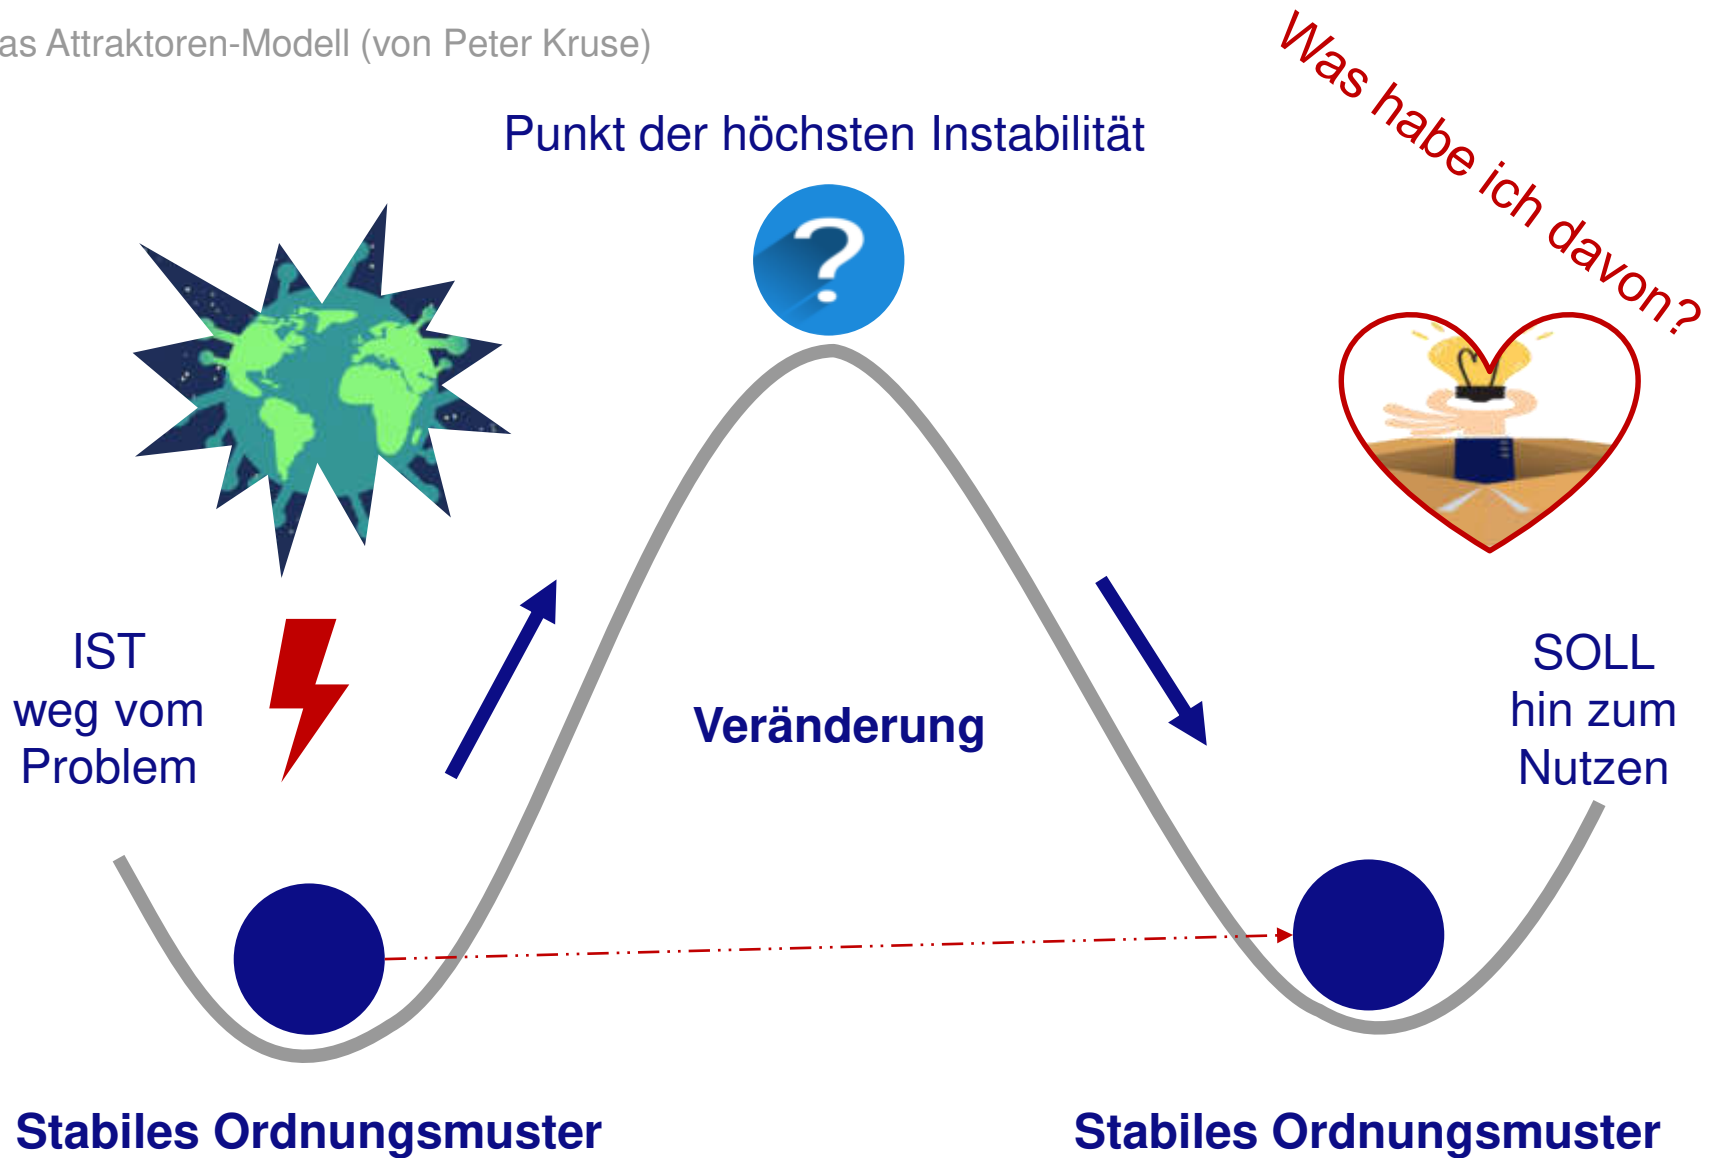 as Attraktoren-Modell (von Peter Kruse)
Was habe ich davon?
Punkt der höchsten Instabilität
?
IST
weg vom
Problem
Veränderung
SOLL
hin zum
Nutzen
Stabiles Ordnungsmuster
Stabiles Ordnungsmuster